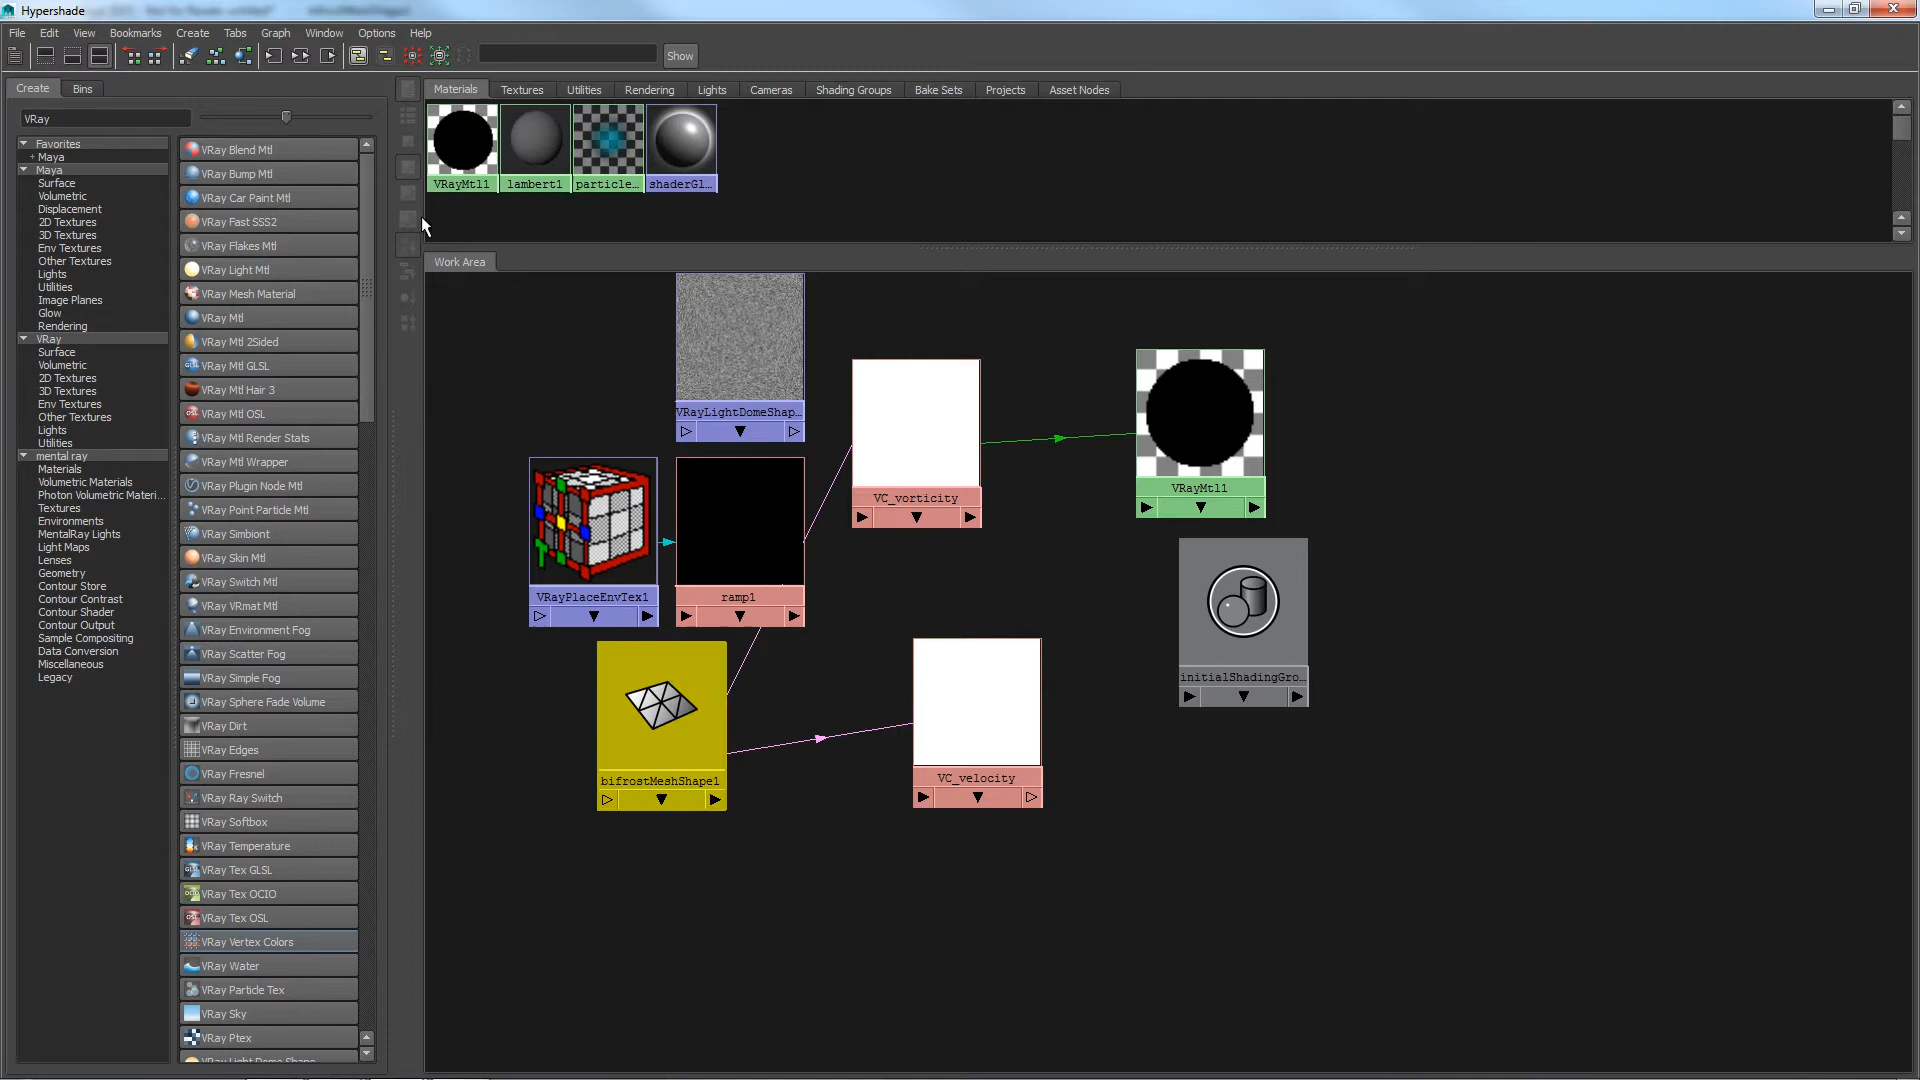 Hypershade
File Edit View Bookmarks Create Tabs Graph Window Options Help
Show
Create Bins
VRay
Favorites
+ Maya
Maya
Surface
Volumetric
Displacement
2D Textures
3D Textures
Env Textures
Other Textures
Lights
Utilities
Image Planes
Glow
Rendering
VRay
Surface
Volumetric
2D Textures
3D Textures
Env Textures
Other Textures
Lights
Utilities
mental ray
Materials
Volumetric Materials
Photon Volumetric Materi...
Textures
Environments
MentalRay Lights
Light Maps
Lenses
Geometry
Contour Store
Contour Contrast
Contour Shader
Contour Output
Sample Compositing
Data Conversion
Miscellaneous
Legacy
VRay Blend Mtl
VRay Bump Mtl
VRay Car Paint Mtl
VRay Fast SSS2
VRay Flakes Mtl
VRay Light Mtl
VRay Mesh Material
VRay Mtl
VRay Mtl 2Sided
VRay Mtl GLSL
VRay Mtl Hair 3
VRay Mtl OSL
VRay Mtl Render Stats
VRay Mtl Wrapper
VRay Plugin Node Mtl
VRay Point Particle Mtl
VRay Simbiont
VRay Skin Mtl
VRay Switch Mtl
VRay VRmat Mtl
VRay Environment Fog
VRay Scatter Fog
VRay Simple Fog
VRay Sphere Fade Volume
VRay Dirt
VRay Edges
VRay Fresnel
VRay Ray Switch
VRay Softbox
VRay Temperature
VRay Tex GLSL
VRay Tex OCIO
VRay Tex OSL
VRay Vertex Colors
VRay Water
VRay Particle Tex
VRay Sky
VRay Ptex
VRay Light Dome Shape
Materials Textures Utilities Rendering Lights Cameras Shading Groups Bake Sets Projects Asset Nodes
VRayMtl1 lambert1 particle... shaderGl...
Work Area
VRayLightDomeShap...
VC_vorticity
VRayMtl1
VRayPlaceEnvTex1
ramp1
initialShadingGro...
bifrostMeshShape1
VC_velocity